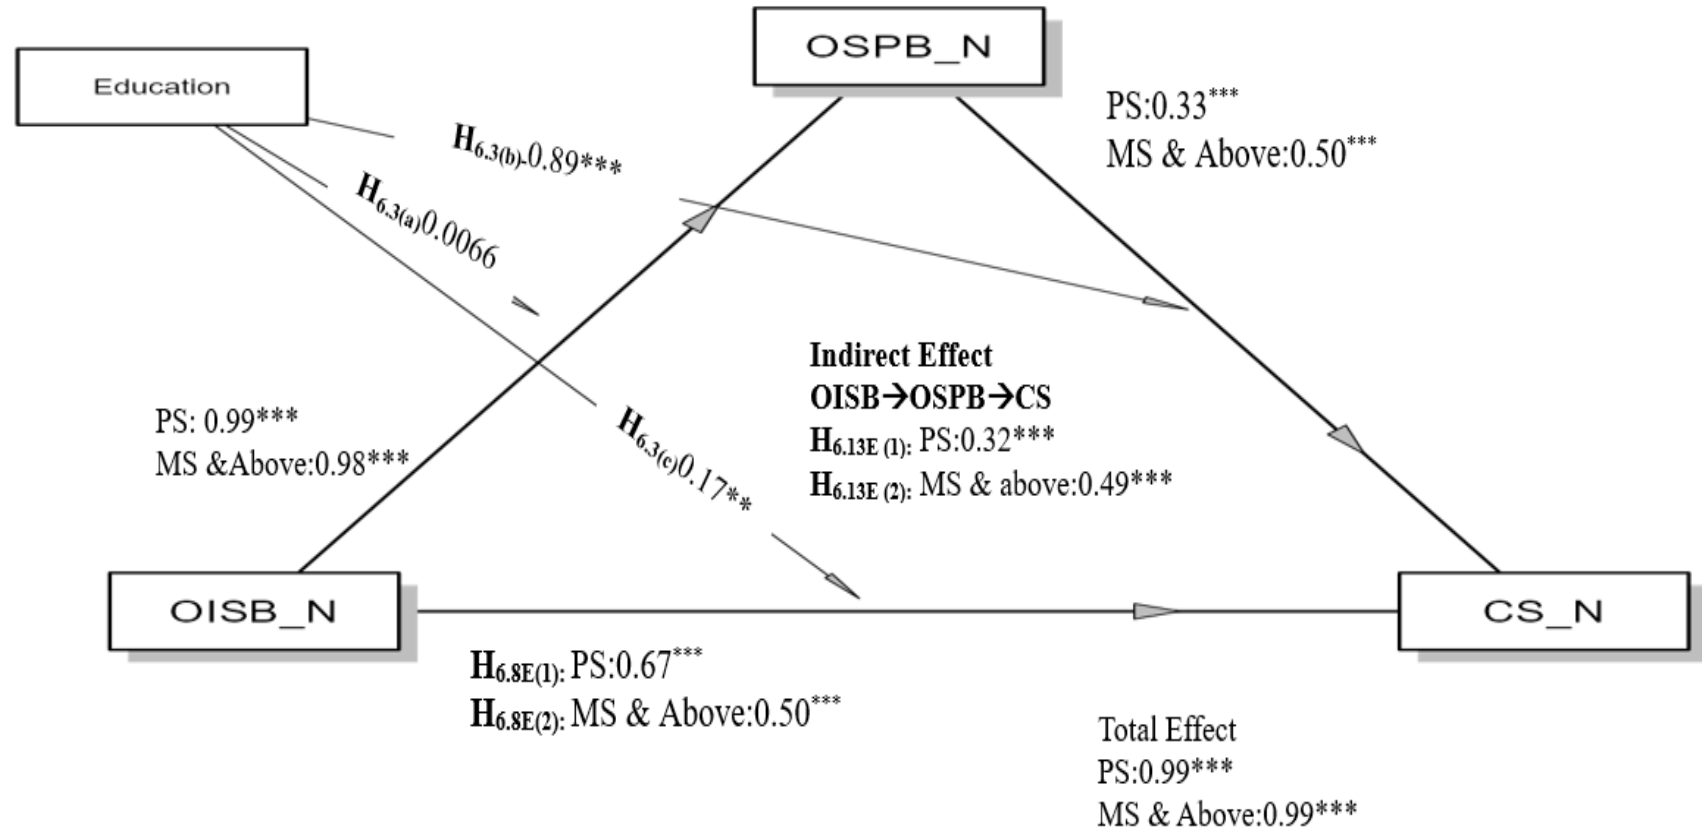 OSPB_N
Education
PS:0.33***
MS & Above:0.50***
H6.3(b)-0.89***
H6.3(a)0.0066
Indirect Effect
OISB→OSPB→CS
H6.13E (1): PS:0.32***
H6.13E (2): MS & above:0.49***
PS: 0.99***
MS &Above:0.98***
H6.3(c)0.17**
OISB_N
CS_N
H6.8E(1): PS:0.67***
H6.8E(2): MS & Above:0.50***
Total Effect
PS:0.99***
MS & Above:0.99***